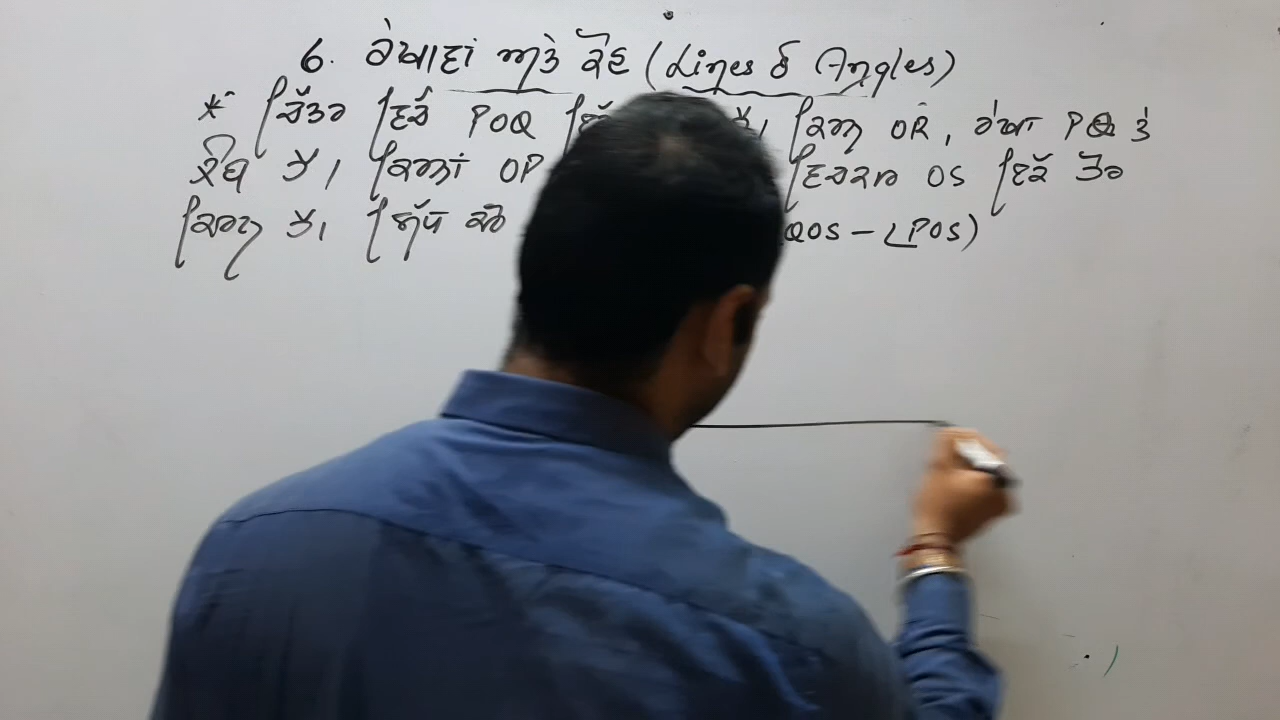 6. ਰੇਖਾਵਾਂ ਅਤੇ ਕੋਣ (Lines & Angles)
* ਚਿੱਤਰ ਵਿਚੱ POQ ਕਿਰਨ OR, ਰੇਖਾ PQ ਤੇ
ਲੰਬ ਹੈ, ਕਿਰਨਾਂ OP ਵਿਚਕਾਰ OS ਇੱਕ ਹੋਰ
ਕਿਰਨ ਹੈ, ਸਿੱਧ ਕਰੋ QOS - ∠POS)